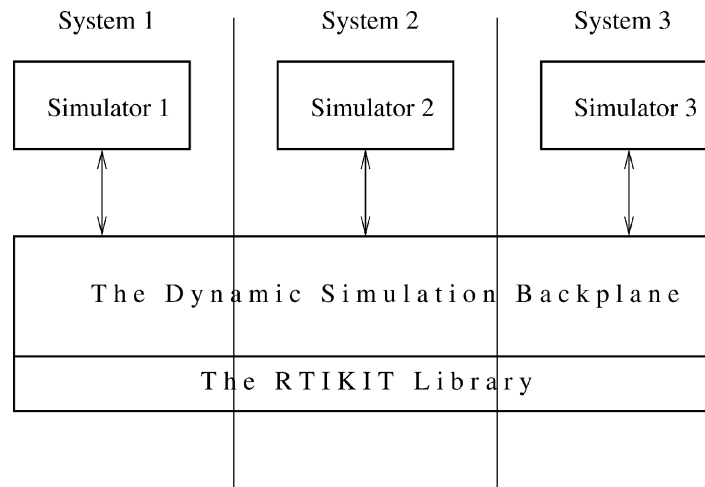 System 1 System 2 System 3
Simulator 1 Simulator 2 Simulator 3
The Dynamic Simulation Backplane
The RTIKIT Library